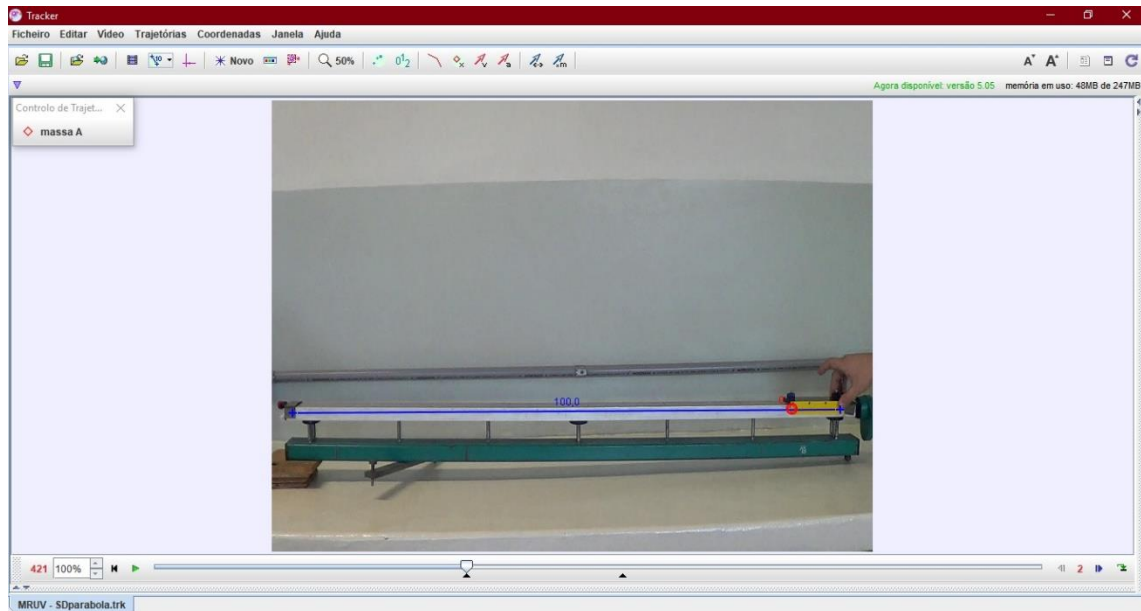 Tracker
Ficheiro Editar Video Trajetórias Coordenadas Janela Ajuda
Novo 50%
Agora disponível: versão 5.05 memória em uso: 48MB de 247MB
Controlo de Trajet...
massa A
100,0
421 100% 2
MRUV - SDparabola.trk